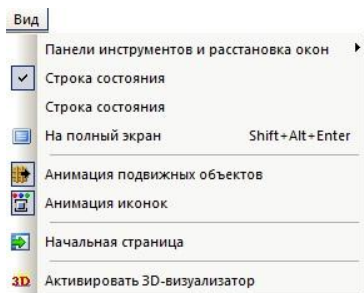 Вид
Панели инструментов и расстановка окон
Строка состояния
Строка состояния
На полный экран Shift+Alt+Enter
Анимация подвижных объектов
Анимация иконок
Начальная страница
3D Активировать 3D-визуализатор